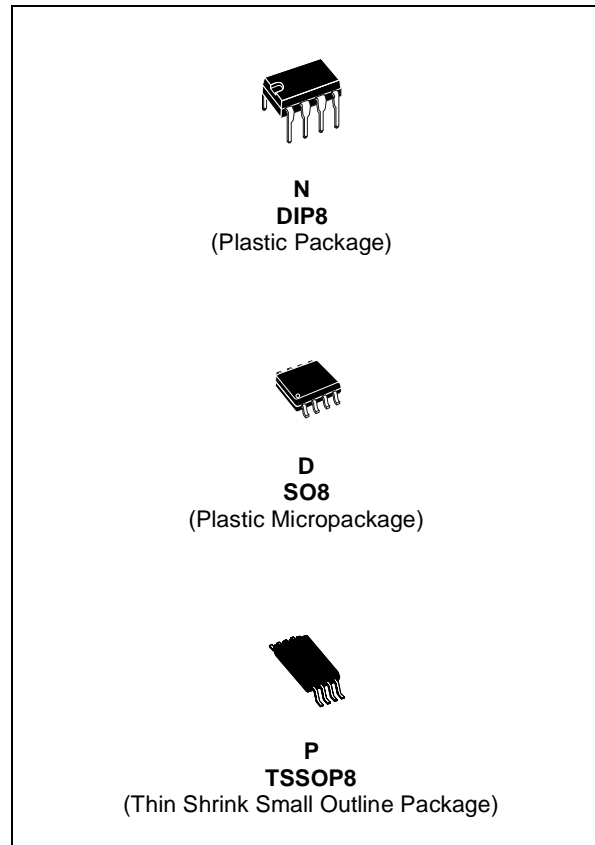 N
DIP8
(Plastic Package)
D
SO8
(Plastic Micropackage)
P
TSSOP8
(Thin Shrink Small Outline Package)